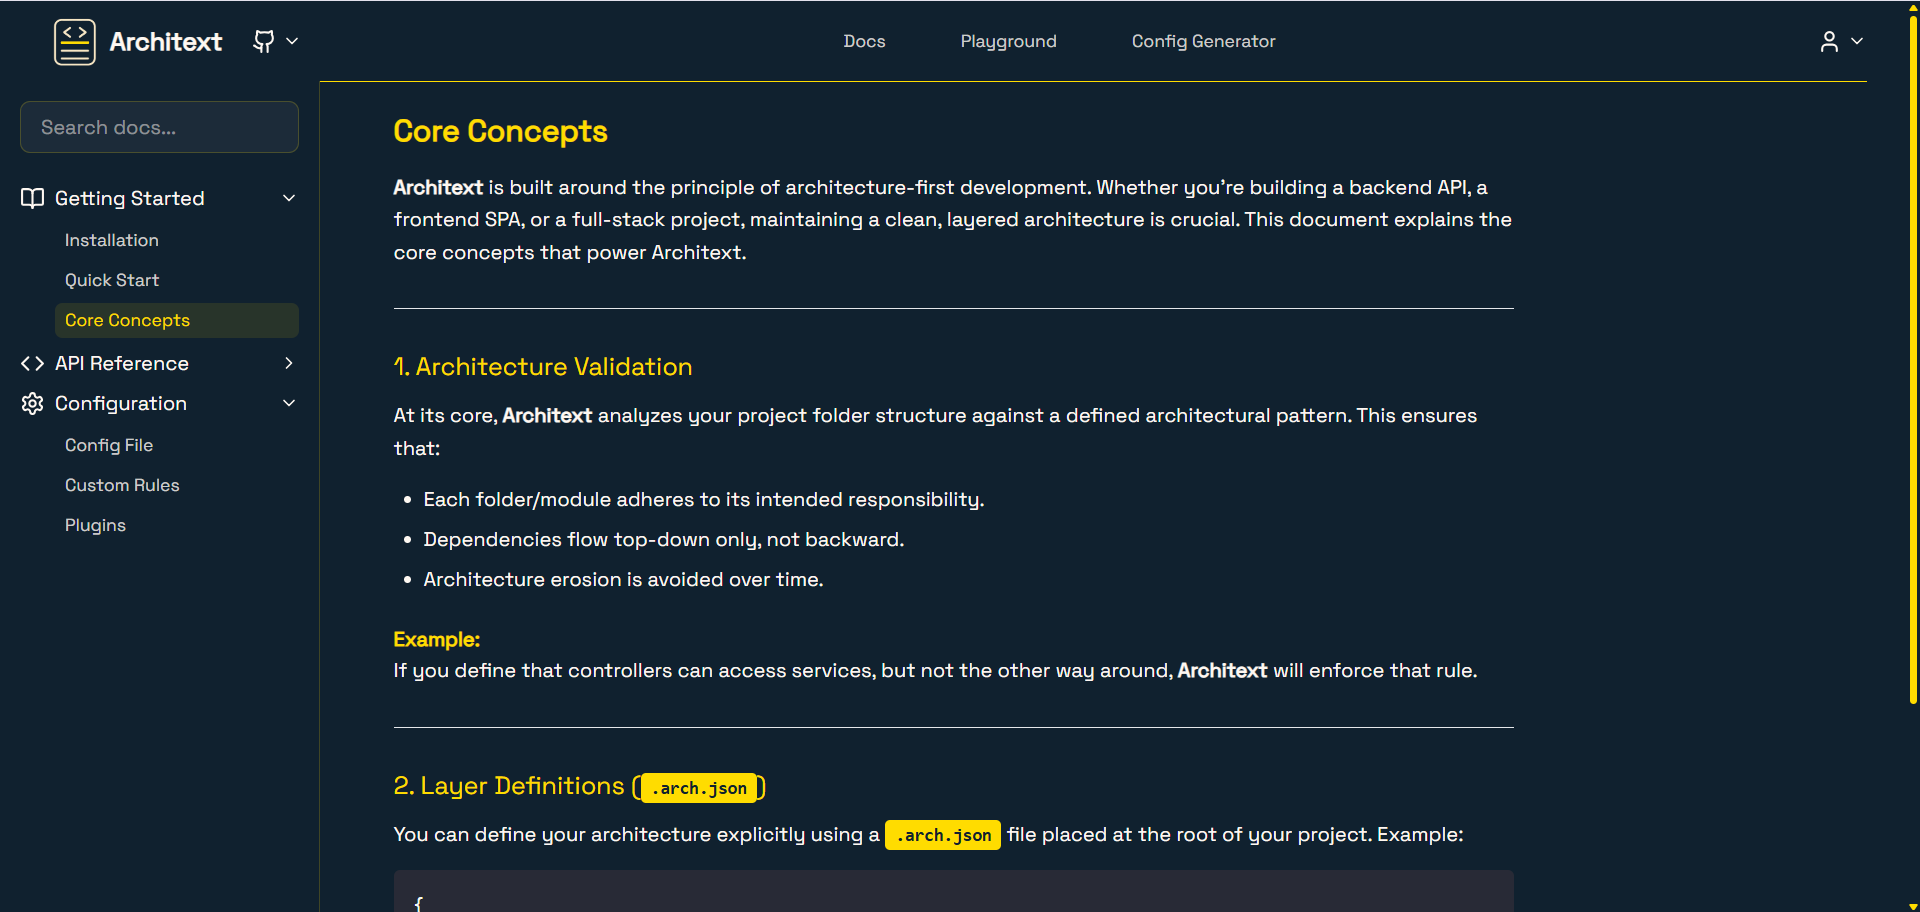 Architext
Docs
Playground
Config Generator
Search docs...
Getting Started
Installation
Quick Start
Core Concepts
API Reference
Configuration
Config File
Custom Rules
Plugins
Core Concepts
Architext is built around the principle of architecture-first development. Whether you’re building a backend API, a
frontend SPA, or a full-stack project, maintaining a clean, layered architecture is crucial. This document explains the
core concepts that power Architext.
1. Architecture Validation
At its core, Architext analyzes your project folder structure against a defined architectural pattern. This ensures
that:
• Each folder/module adheres to its intended responsibility.
• Dependencies flow top-down only, not backward.
• Architecture erosion is avoided over time.
Example:
If you define that controllers can access services, but not the other way around, Architext will enforce that rule.
2. Layer Definitions (.arch.json)
You can define your architecture explicitly using a .arch.json file placed at the root of your project. Example:
{